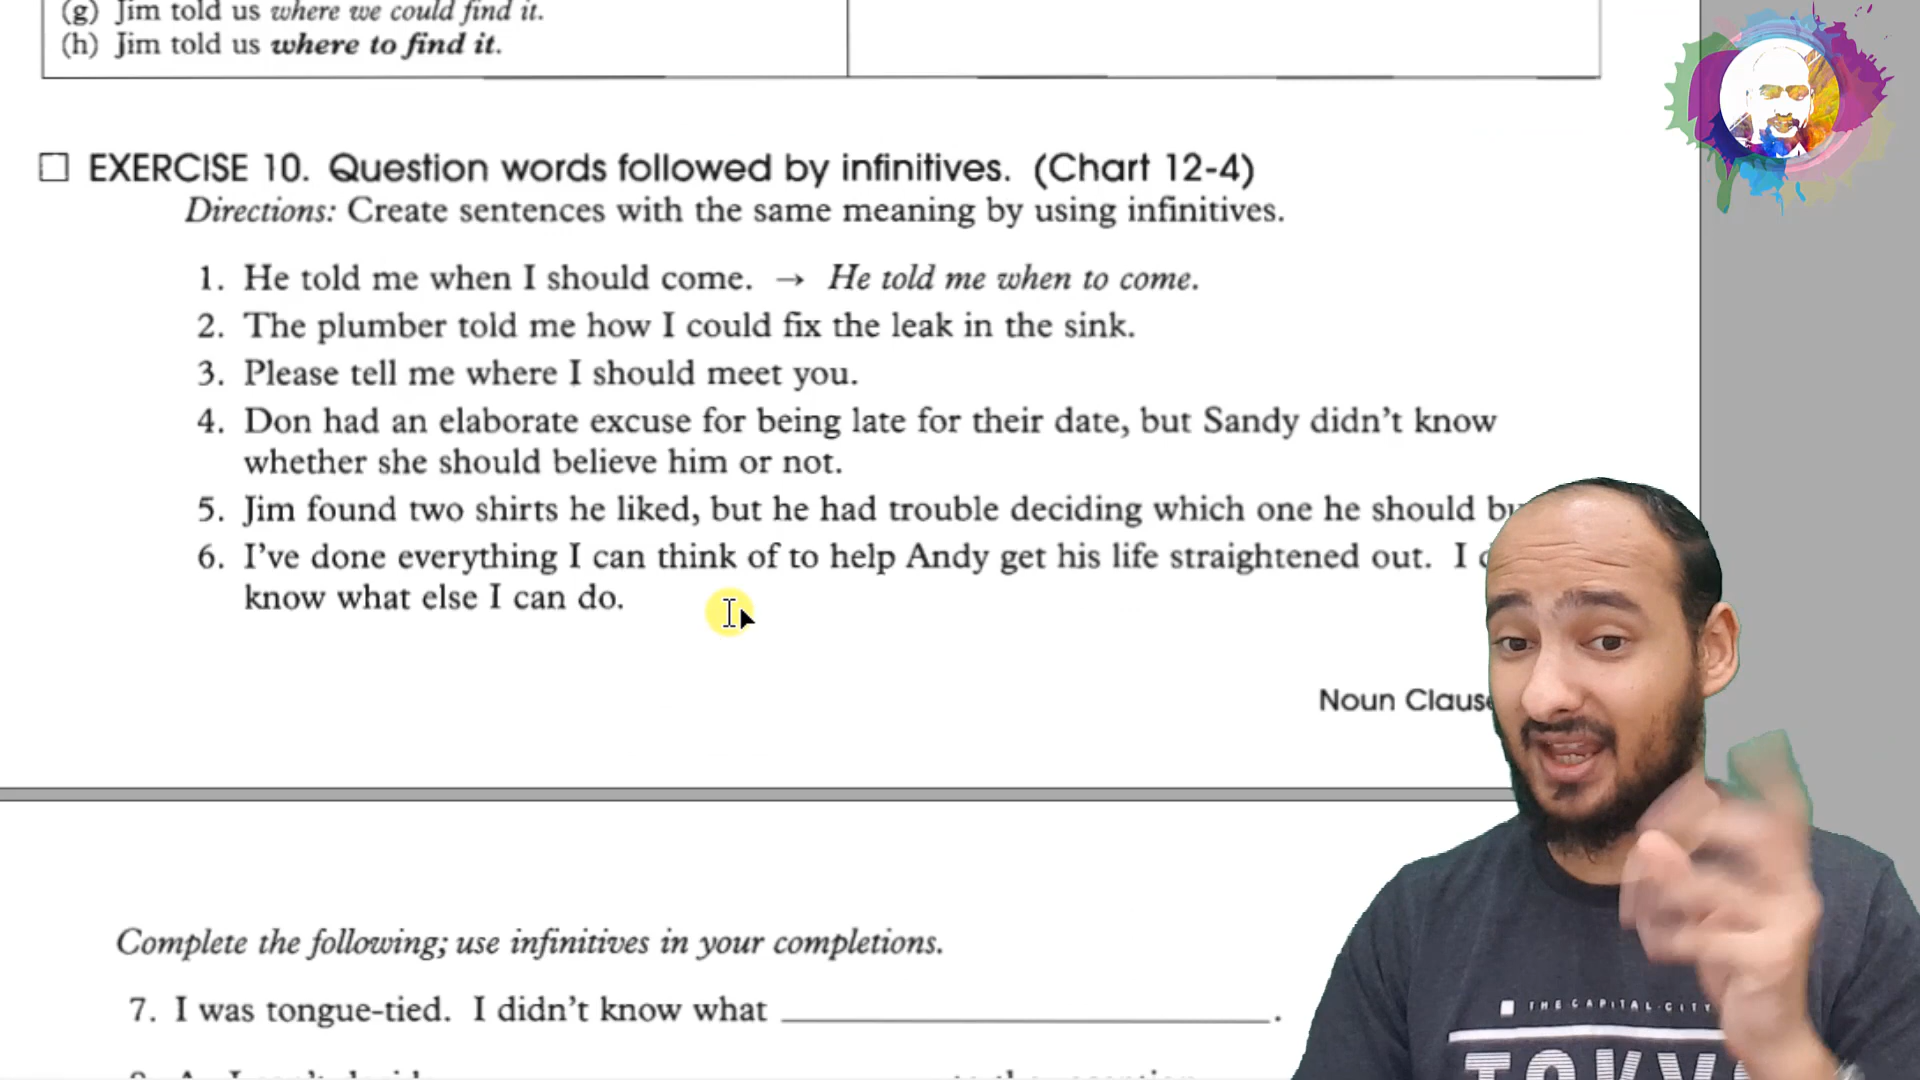 (g) Jim told us where we could find it.
(h) Jim told us where to find it.
EXERCISE 10. Question words followed by infinitives. (Chart 12-4)
Directions: Create sentences with the same meaning by using infinitives.
1. He told me when I should come. → He told me when to come.
2. The plumber told me how I could fix the leak in the sink.
3. Please tell me where I should meet you.
4. Don had an elaborate excuse for being late for their date, but Sandy didn't know
whether she should believe him or not.
5. Jim found two shirts he liked, but he had trouble deciding which one he should
6. I've done everything I can think of to help Andy get his life straightened out. I
know what else I can do.
Noun
Complete the following; use infinitives in your completions.
7. I was tongue-tied. I didn't know what ____________________.
THE CAPITAL CITY
TOKYO